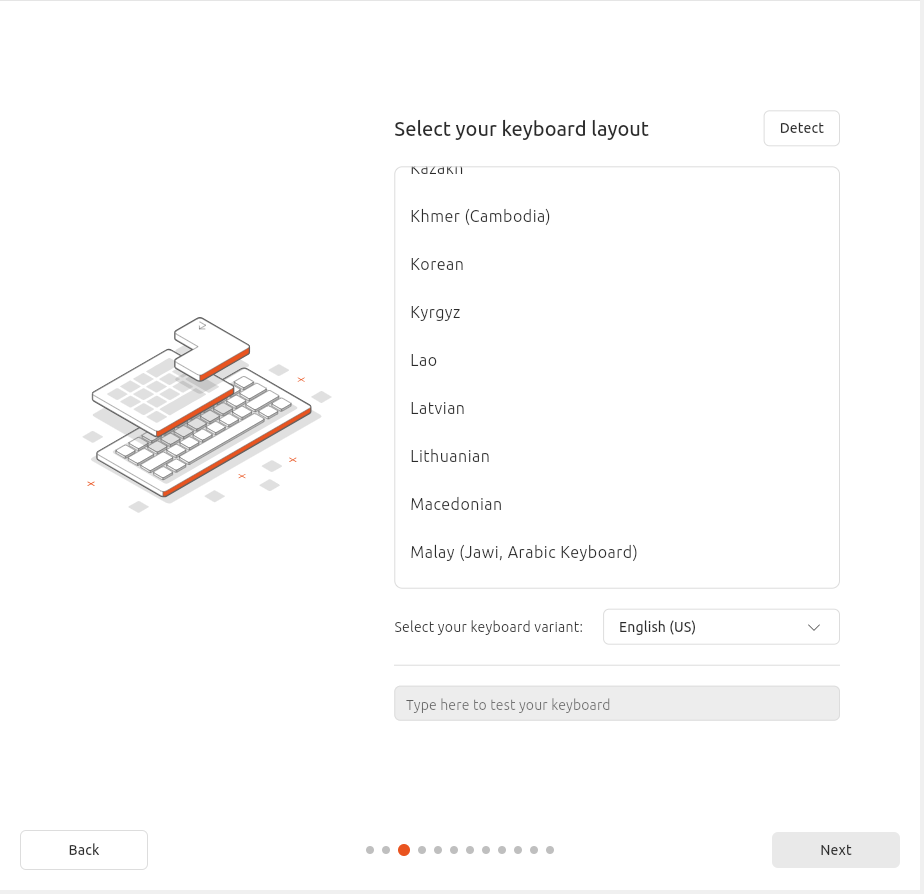 Select your keyboard layout
Detect
Kazakh
Khmer (Cambodia)
Korean
Kyrgyz
Lao
Latvian
Lithuanian
Macedonian
Malay (Jawi, Arabic Keyboard)
Select your keyboard variant:
English (US)
Type here to test your keyboard
Back
Next